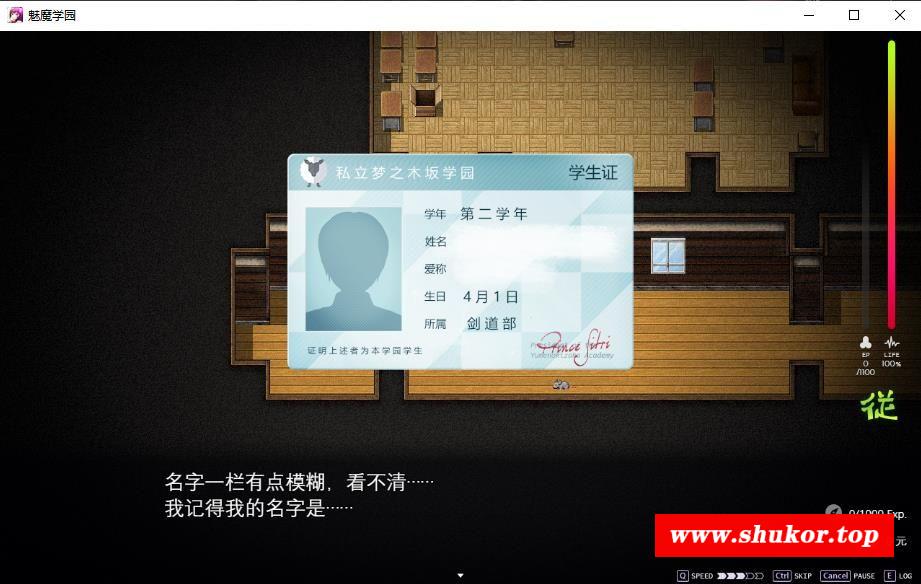 魅魔学园
私立梦之木坂学园
学生证
学年 第二学年
姓名
爱称
生日 4月1日
所属 剑道部
证明上述者为本学园学生
Prince Sitri
Academy
EP
0
/100
LIFE
100%
従
名字一栏有点模糊，看不清……
我记得我的名字是……
0/1000 Exp.
元
www.shukor.top
Q SPEED Ctrl SKIP Cancel PAUSE E LOG